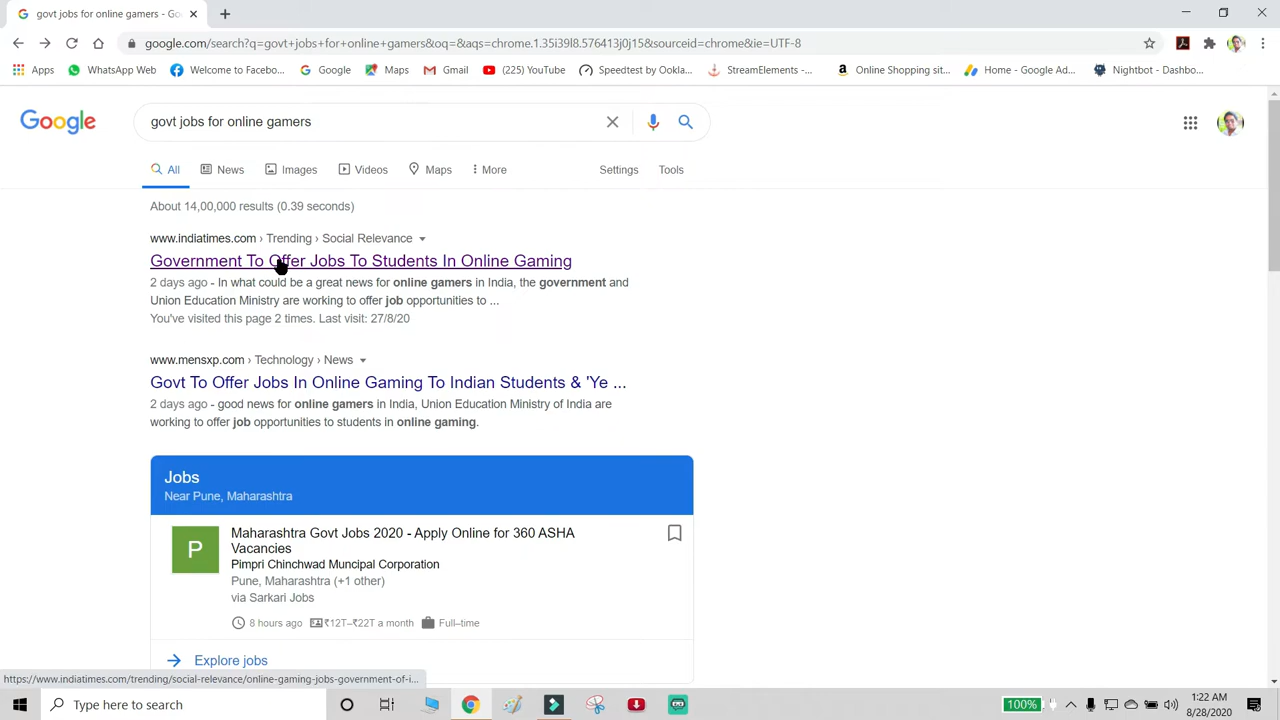 govt jobs for online gamers - Go
google.com/search?q=govt+jobs+for+online+gamers&oq=&aqs=chrome.1.35i39l8.576413j0j15&sourceid=chrome&ie=UTF-8
Apps WhatsApp Web Welcome to Facebo... Google Maps Gmail (225) YouTube Speedtest by Ookla... StreamElements -... Online Shopping sit... Home - Google Ad... Nightbot - Dashbo...
Google govt jobs for online gamers
All News Images Videos Maps More Settings Tools
About 14,00,000 results (0.39 seconds)
www.indiatimes.com › Trending › Social Relevance
Government To Offer Jobs To Students In Online Gaming
2 days ago - In what could be a great news for online gamers in India, the government and
Union Education Ministry are working to offer job opportunities to ...
You've visited this page 2 times. Last visit: 27/8/20
www.mensxp.com › Technology › News
Govt To Offer Jobs In Online Gaming To Indian Students & 'Ye ...
2 days ago - good news for online gamers in India, Union Education Ministry of India are
working to offer job opportunities to students in online gaming.
Jobs
Near Pune, Maharashtra
P
Maharashtra Govt Jobs 2020 - Apply Online for 360 ASHA
Vacancies
Pimpri Chinchwad Muncipal Corporation
Pune, Maharashtra (+1 other)
via Sarkari Jobs
8 hours ago ₹12T–₹22T a month Full–time
Explore jobs
https://www.indiatimes.com/trending/social-relevance/online-gaming-jobs-government-of-i...
Type here to search
100%
1:22 AM
8/28/2020